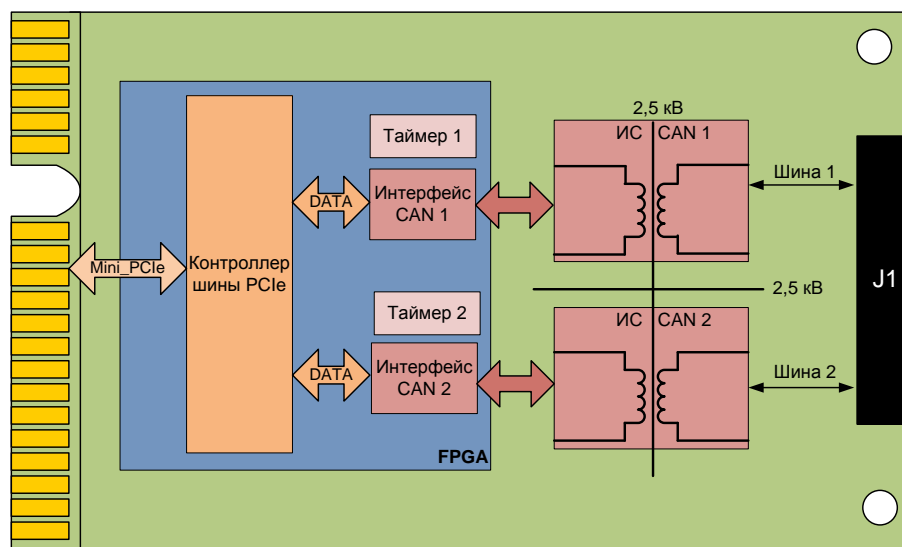 2,5 кВ
Таймер 1
ИС CAN 1
Интерфейс
CAN 1
DATA
Шина 1
Mini_PCIe
Контроллер
шины PCIe
2,5 кВ
J1
Таймер 2
ИС CAN 2
Интерфейс
CAN 2
DATA
Шина 2
FPGA